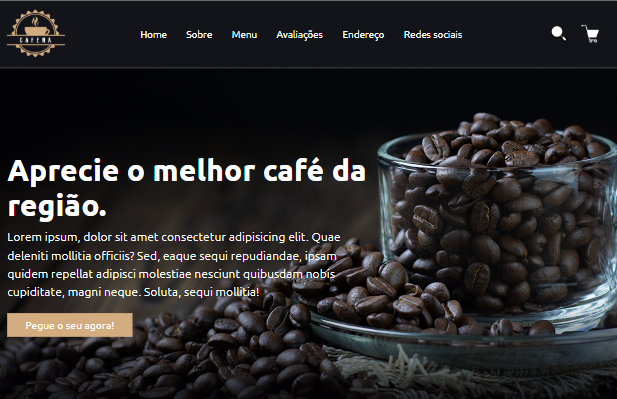 CAFENA
Home Sobre Menu Avaliações Endereço Redes sociais
Aprecie o melhor café da
região.
Lorem ipsum, dolor sit amet consectetur adipisicing elit. Quae
deleniti mollitia officiis? Sed, eaque sequi repudiandae, ipsam
quidem repellat adipisci molestiae nesciunt quibusdam nobis
cupiditate, magni neque. Soluta, sequi mollitia!
Pegue o seu agora!